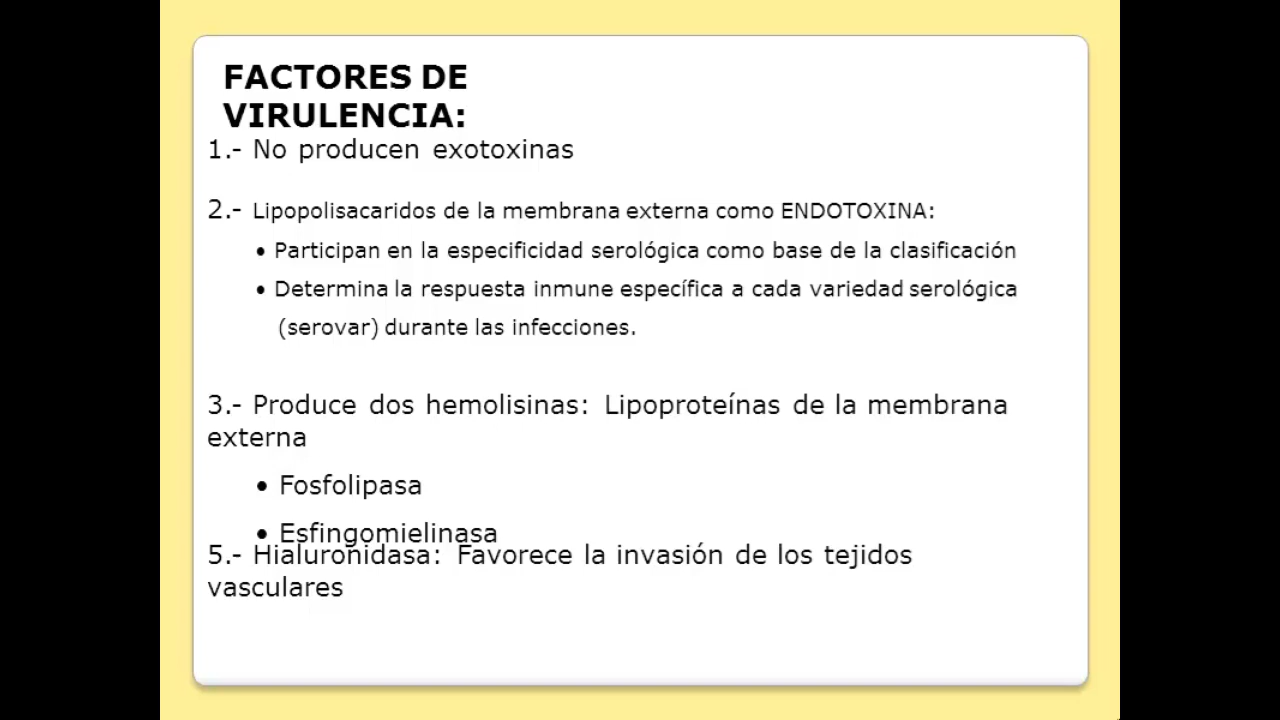 FACTORES DE
VIRULENCIA:
1.- No producen exotoxinas
2.- Lipopolisacaridos de la membrana externa como ENDOTOXINA:
• Participan en la especificidad serológica como base de la clasificación
• Determina la respuesta inmune específica a cada variedad serológica
(serovar) durante las infecciones.
3.- Produce dos hemolisinas: Lipoproteínas de la membrana
externa
• Fosfolipasa
• Esfingomielinasa
5.- Hialuronidasa: Favorece la invasión de los tejidos
vasculares